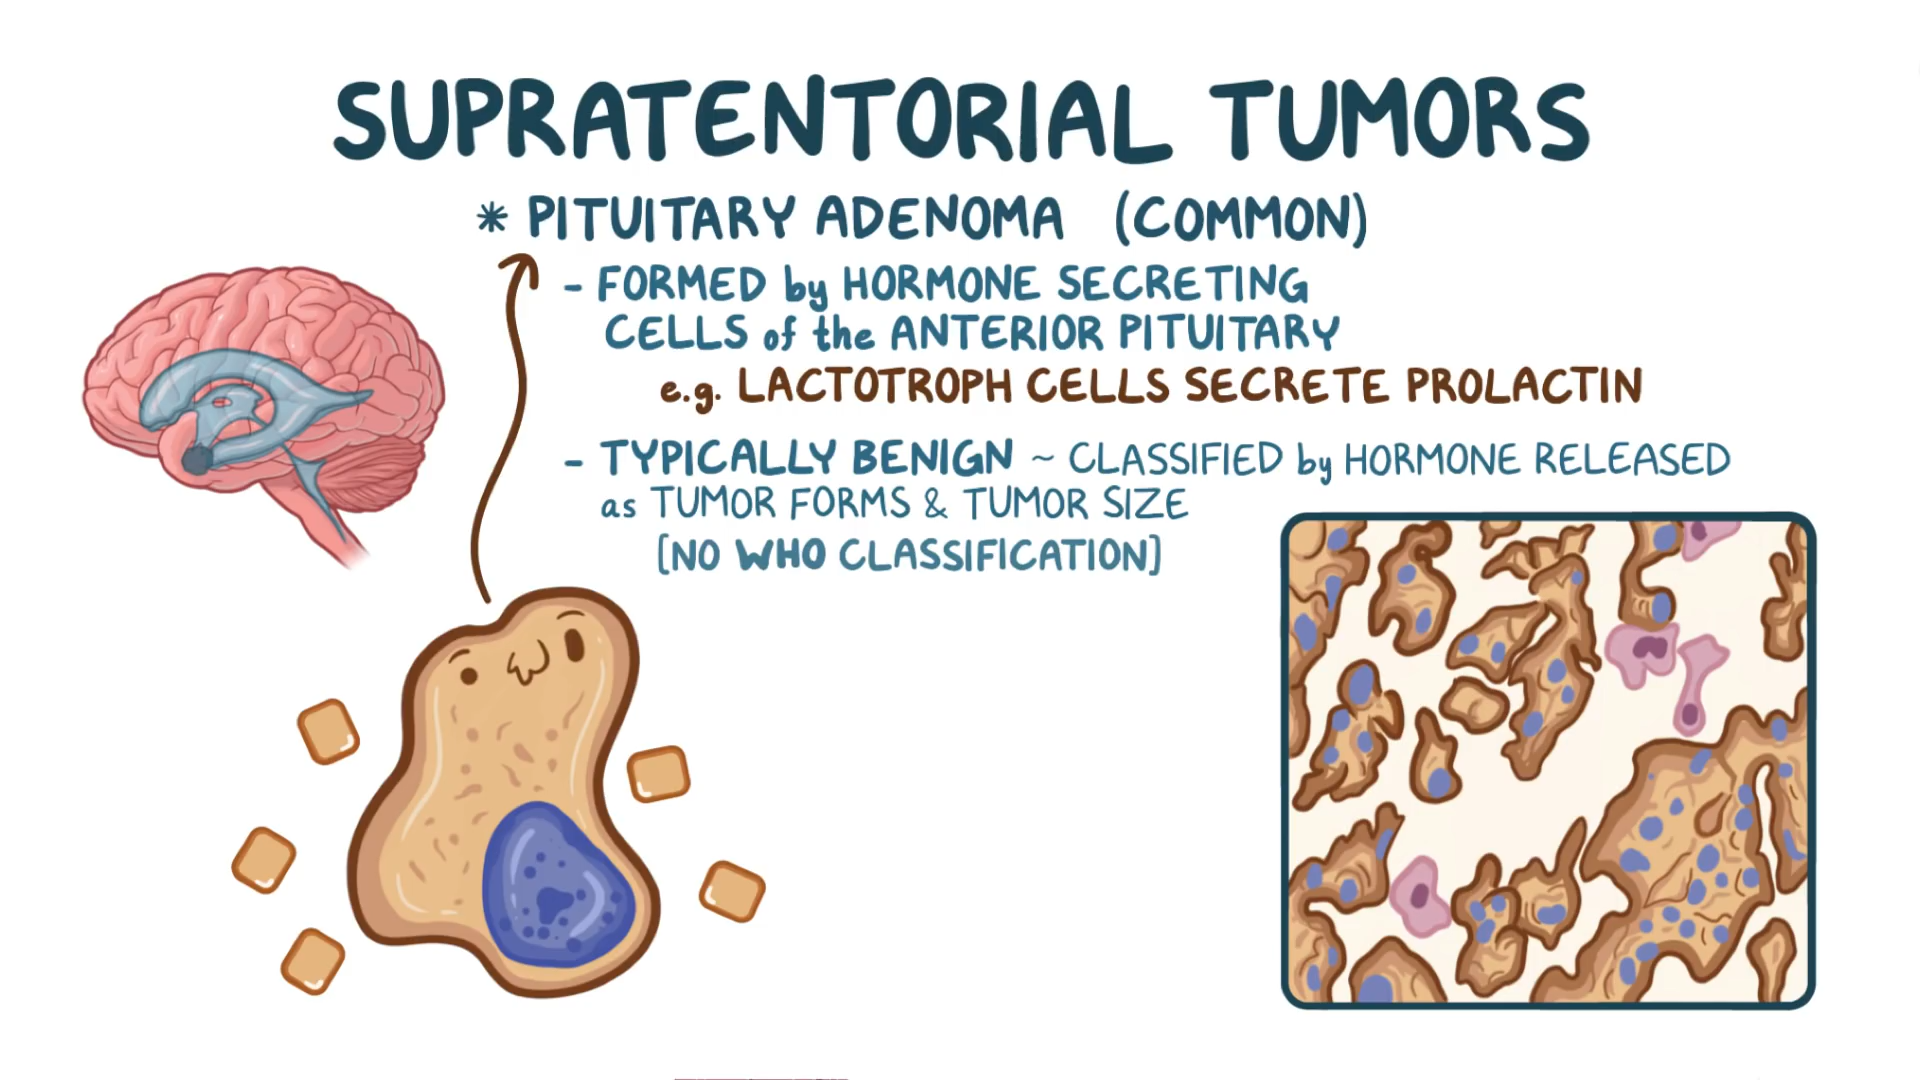 SUPRATENTORIAL TUMORS
* PITUITARY ADENOMA (COMMON)
- FORMED by HORMONE SECRETING
CELLS of the ANTERIOR PITUITARY
e.g. LACTOTROPH CELLS SECRETE PROLACTIN
- TYPICALLY BENIGN ~ CLASSIFIED by HORMONE RELEASED
as TUMOR FORMS & TUMOR SIZE
[NO WHO CLASSIFICATION]